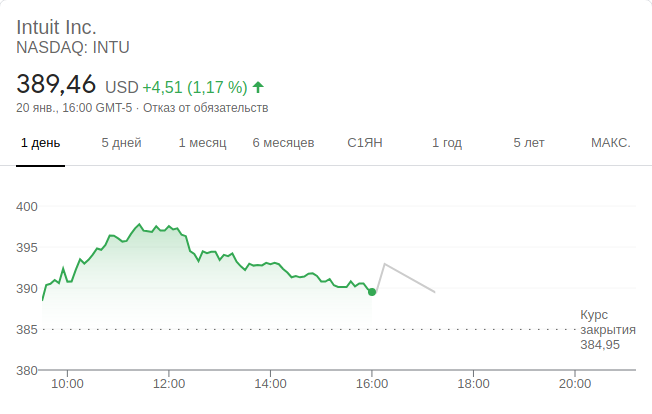 Intuit Inc.
NASDAQ: INTU
389,46 USD +4,51 (1,17 %)
20 янв., 16:00 GMT-5 · Отказ от обязательств
1 день 5 дней 1 месяц 6 месяцев С1ЯН 1 год 5 лет МАКС.
400
395
390
385
Курс
закрытия
384,95
380
10:00 12:00 14:00 16:00 18:00 20:00